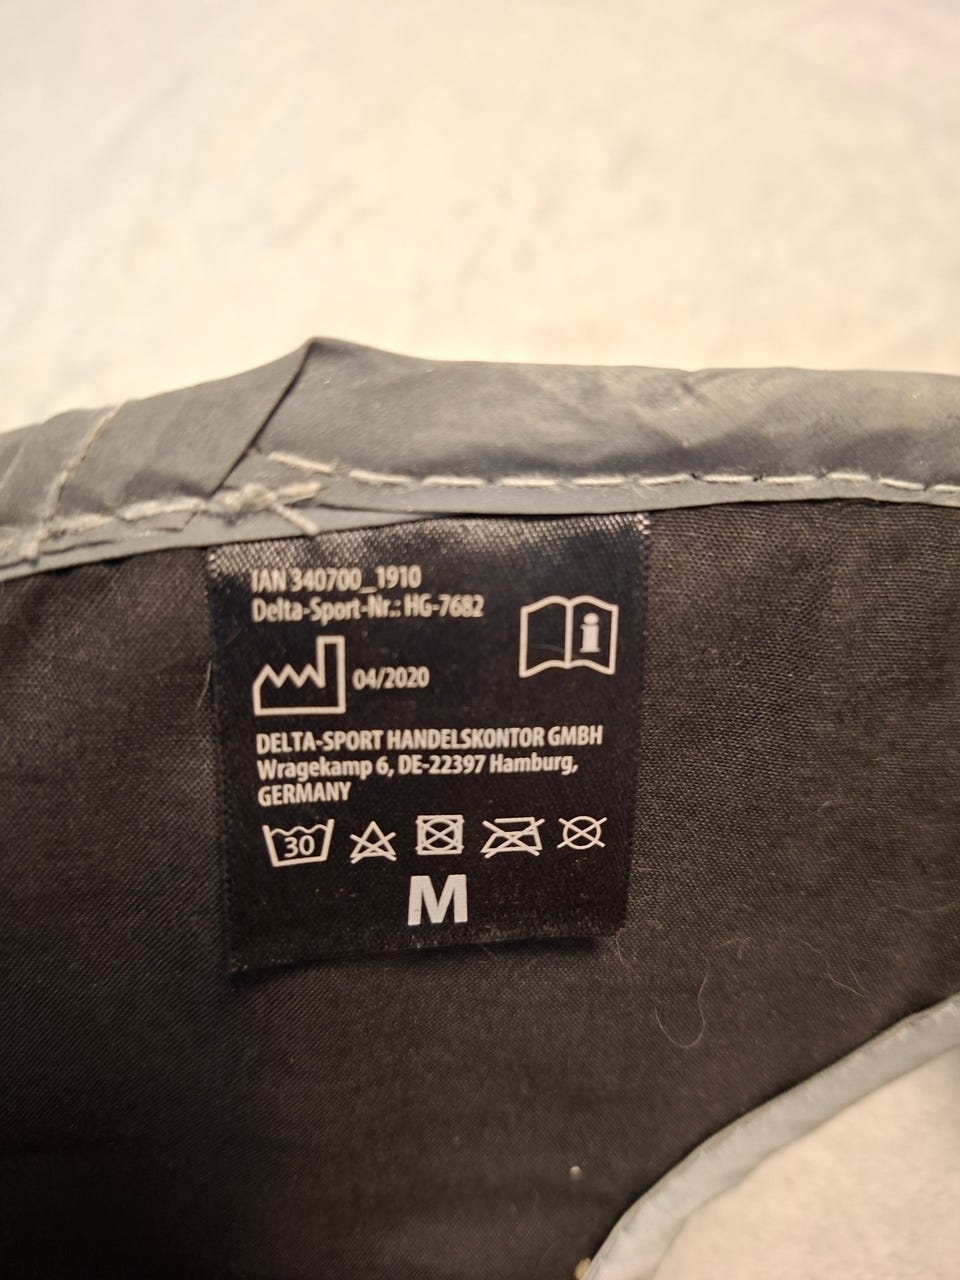 IAN 340700_1910
Delta-Sport-Nr.: HG-7682
i
04/2020
DELTA-SPORT HANDELSKONTOR GMBH
Wragekamp 6, DE-22397 Hamburg,
GERMANY
30
M